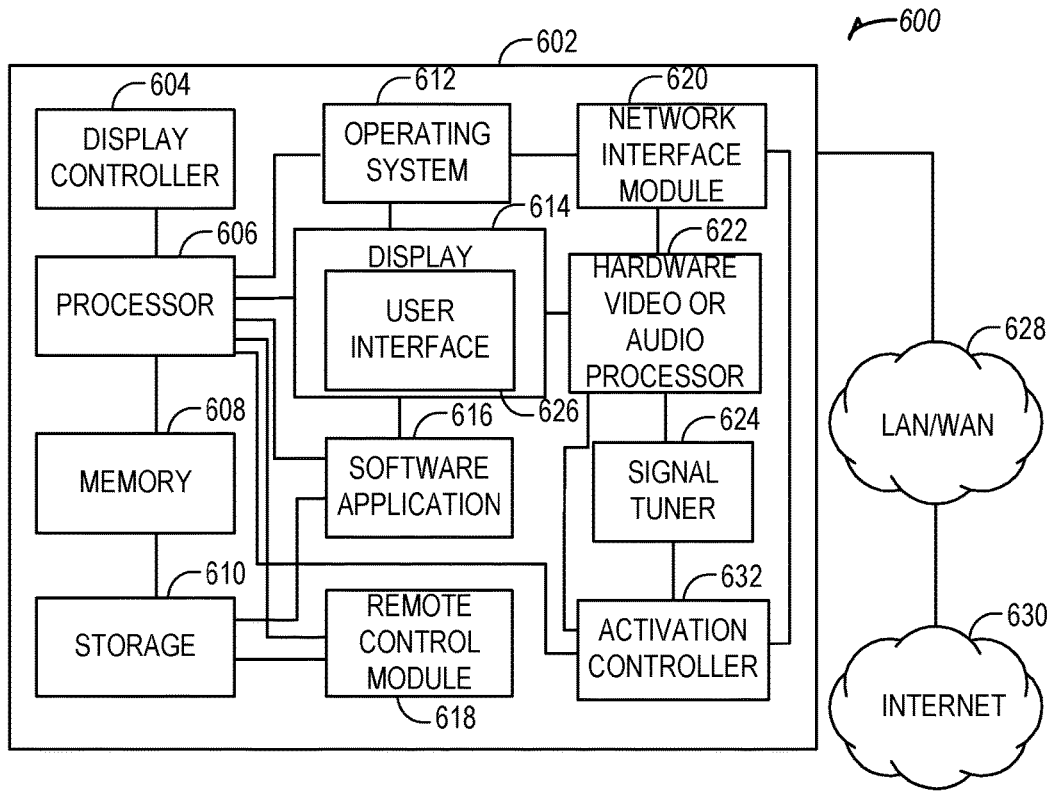 600
602
604
DISPLAY
CONTROLLER
612
OPERATING
SYSTEM
620
NETWORK
INTERFACE
MODULE
606
PROCESSOR
614
DISPLAY
USER
INTERFACE
626
622
HARDWARE
VIDEO OR
AUDIO
PROCESSOR
628
LAN/WAN
608
MEMORY
616
SOFTWARE
APPLICATION
624
SIGNAL
TUNER
610
STORAGE
REMOTE
CONTROL
MODULE
618
632
ACTIVATION
CONTROLLER
630
INTERNET